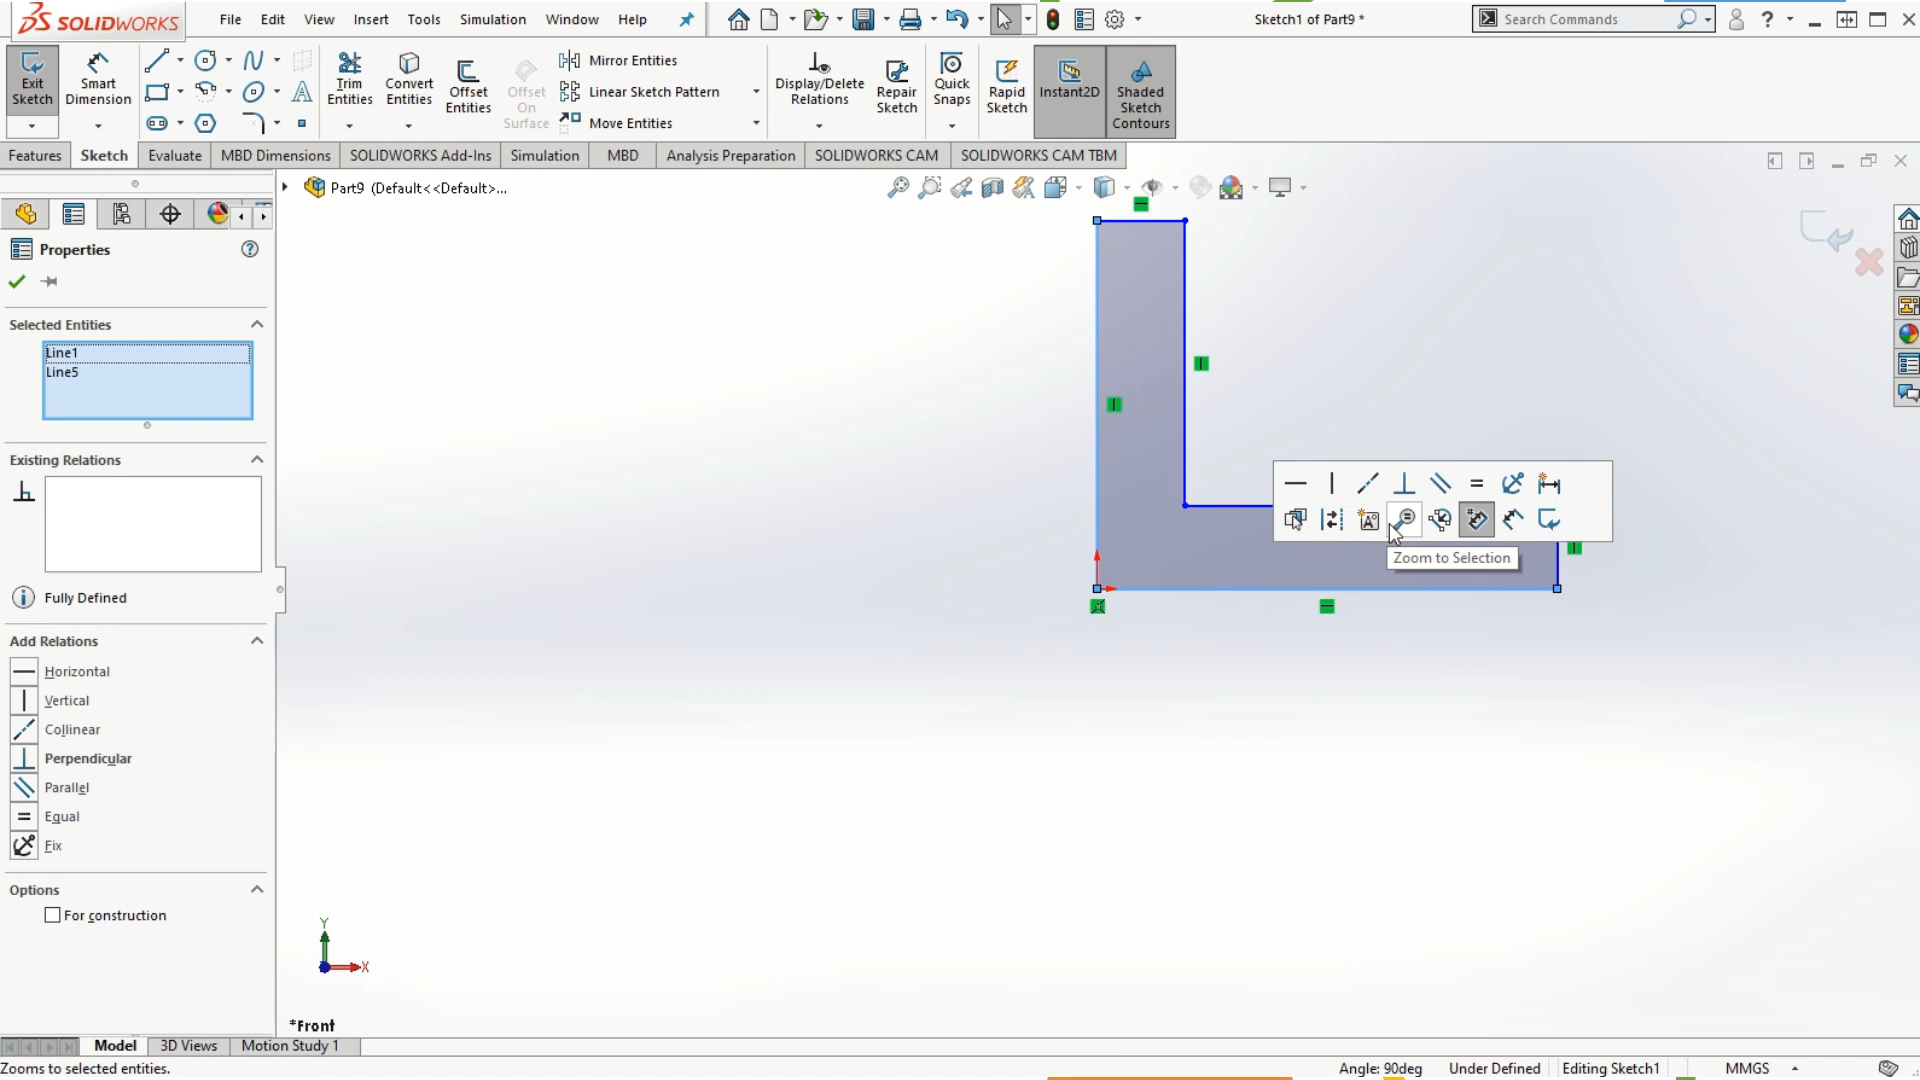 SOLIDWORKS
File Edit View Insert Tools Simulation Window Help
Sketch1 of Part9 *
Search Commands
?
Exit Sketch
Smart Dimension
Trim Entities
Convert Entities
Offset Entities
Offset On Surface
Mirror Entities
Linear Sketch Pattern
Move Entities
Display/Delete Relations
Repair Sketch
Quick Snaps
Rapid Sketch
Instant2D
Shaded Sketch Contours
Features Sketch Evaluate MBD Dimensions SOLIDWORKS Add-Ins Simulation MBD Analysis Preparation SOLIDWORKS CAM SOLIDWORKS CAM TBM
Part9 (Default<<Default>...
Properties
Selected Entities
Line1
Line5
Existing Relations
Fully Defined
Add Relations
Horizontal
Vertical
Collinear
Perpendicular
Parallel
Equal
Fix
Options
For construction
Zoom to Selection
Y
X
*Front
Model 3D Views Motion Study 1
Zooms to selected entities.
Angle: 90deg Under Defined Editing Sketch1 MMGS